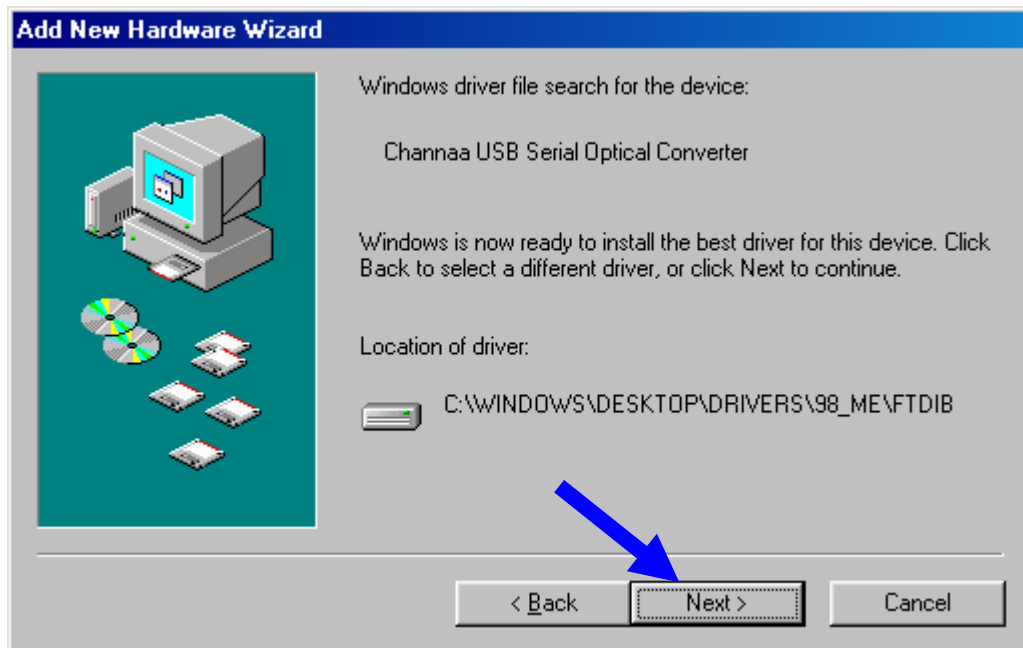 Add New Hardware Wizard
Windows driver file search for the device:
Channaa USB Serial Optical Converter
Windows is now ready to install the best driver for this device. Click
Back to select a different driver, or click Next to continue.
Location of driver:
C:\WINDOWS\DESKTOP\DRIVERS\98_ME\FTDIB
< Back
Next >
Cancel